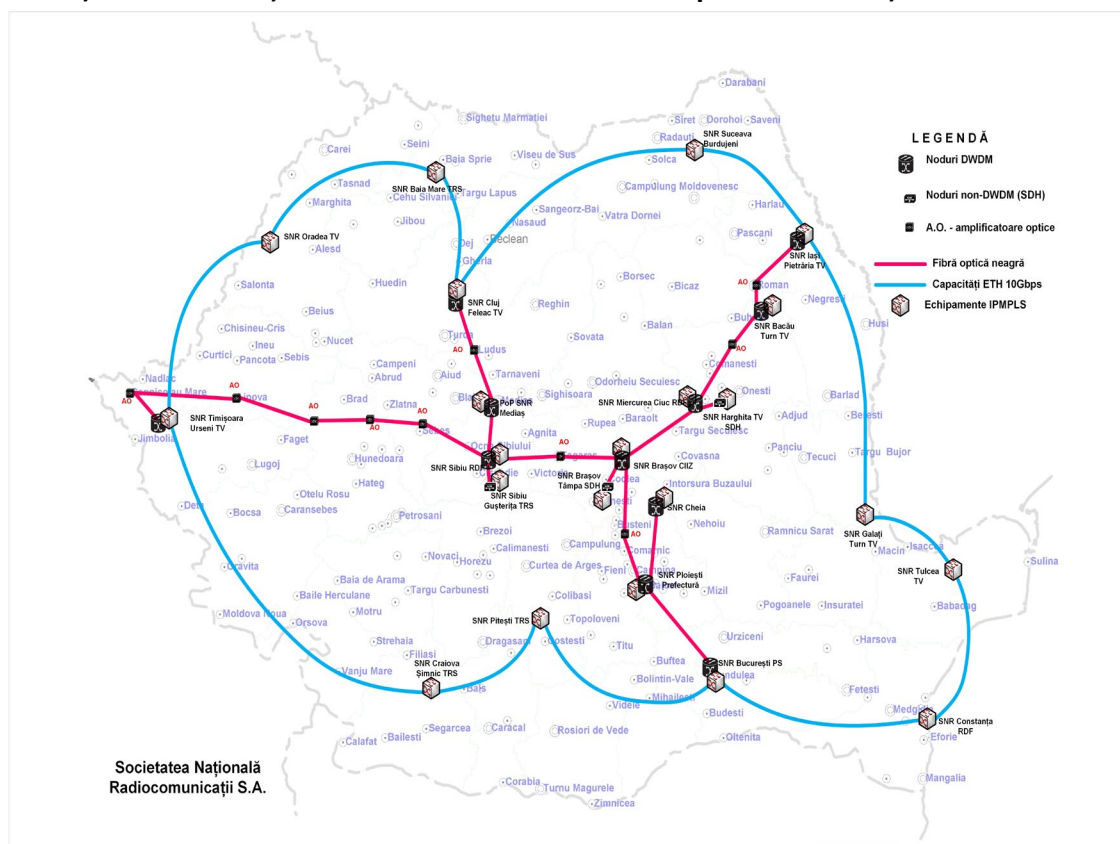 Darabani
Sighetu Marmatiei
Siret
Dorohoi
Saveni
Radauti
SNR Suceava
Burdujeni
LEGENDĂ
Noduri DWDM
Carei
Seini
Baia Sprie
Viseu de Sus
Solca
SNR Baia Mare TRS
Tasnad
Cehu Silvaniei
Targu Lapus
Campulung Moldovenesc
Noduri non-DWDM (SDH)
Marghita
Sangeorz-Bai
Harlau
Jibou
Nasaud
Vatra Dornei
A.O. - amplificatoare optice
SNR Oradea TV
Dej
Beclean
Pascani
SNR Iași
Pietrăria TV
Alesd
Gherla
Fibră optică neagră
Salonta
Huedin
Borsec
Bicaz
AO
Roman
Capacități ETH 10Gbps
SNR Cluj
Feleac TV
Reghin
Negresti
Echipamente IPMPLS
Beius
Chisineu-Cris
Balan
SNR Bacău
Turn TV
Husi
Nucet
Turda
Sovata
Ineu
AO
Ludus
AO
Curtici
Pancota
Sebis
Campeni
Comanesti
Nadlac
Abrud
Aiud
Tarnaveni
Odorheiu Secuiesc
Onesti
AO
AO
Brad
Zlatna
PoP SNR
Mediaș
Sighisoara
SNR Miercurea Ciuc RDF
Barlad
AO
SNR Timișoara
Urseni TV
AO
Baraolt
SNR Harghita TV
SDH
Adjud
Beresti
Rupea
Jimbolia
Faget
Agnita
Targu Secuiesc
AO
Panciu
Tecuci
Targu Bujor
Lugoj
Hunedoara
SNR Sibiu RDF
SNR Brașov CIIZ
Covasna
Hateg
Victoria
SNR Brașov
Tâmpa SDH
Intorsura Buzaului
Otelu Rosu
SNR Sibiu
Gușterița TRS
Deta
Bocsa
Caransebes
SNR Cheia
Petrosani
Nehoiu
SNR Galați
Turn TV
Brezoi
Busteni
AO
Ramnicu Sarat
Calimanesti
Campulung
Comarnic
Macin
Isaccea
Novaci
Horezu
Curtea de Arges
Sulina
SNR Tulcea
TV
Oravita
Baia de Arama
SNR Ploiești
Prefectură
Faurei
Targu Carbunesti
Mizil
Baile Herculane
Colibasi
Pogoanele
Insuratei
Babadag
Moldova Noua
Motru
Orsova
SNR Pitești TRS
Topoloveni
Strehaia
Dragasani
Costesti
Titu
Urziceni
Harsova
Filiasi
SNR Craiova
Șimnic TRS
Buftea
SNR București PS
Vanju Mare
Bolintin-Vale
Bals
Mihailesti
Fetesti
Videle
Budesti
Medgidia
SNR Constanța
RDF
Segarcea
Caracal
Rosiori de Vede
Calafat
Bailesti
Oltenita
Eforie
Societatea Națională
Radiocomunicații S.A.
Corabia
Turnu Magurele
Mangalia
Zimnicea